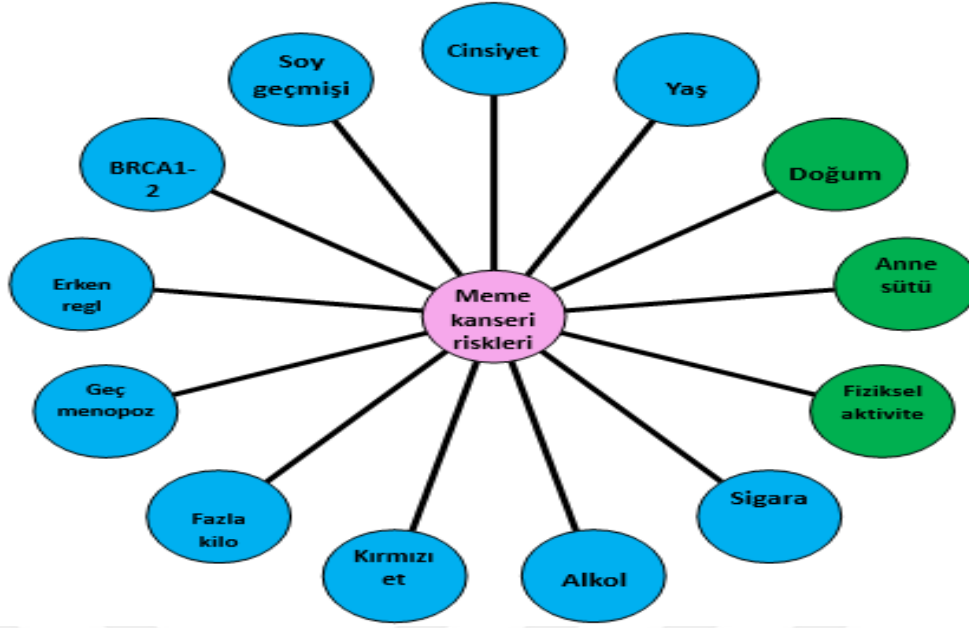 Cinsiyet
Yaş
Doğum
Anne
sütü
Fiziksel
aktivite
Sigara
Alkol
Kırmızı
et
Fazla
kilo
Geç
menopoz
Erken
regl
BRCA1-
2
Soy
geçmişi
Meme
kanseri
riskleri